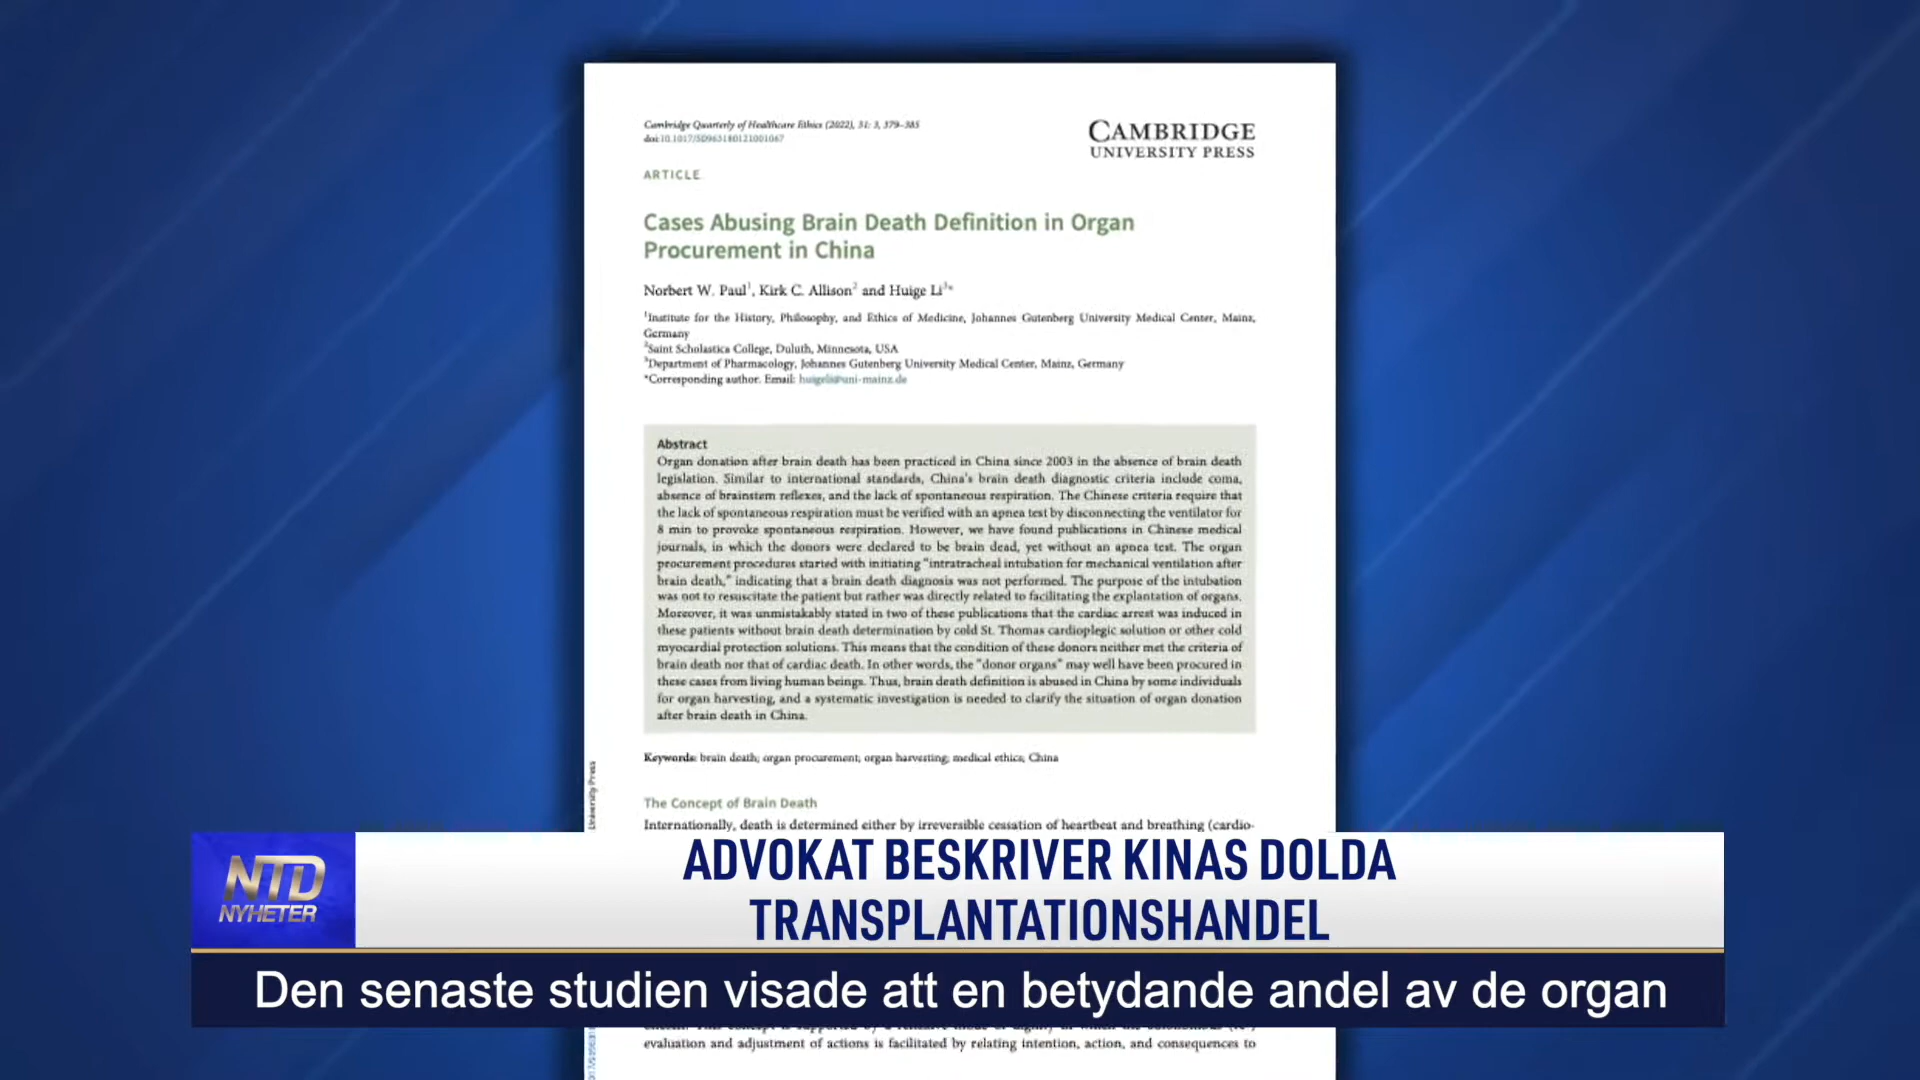 Cambridge Quarterly of Healthcare Ethics (2022), 31: 3, 379–385
doi:10.1017/S0963180121001067
CAMBRIDGE
UNIVERSITY PRESS
ARTICLE
Cases Abusing Brain Death Definition in Organ
Procurement in China
Norbert W. Paul¹, Kirk C. Allison² and Huige Li³*
¹Institute for the History, Philosophy, and Ethics of Medicine, Johannes Gutenberg University Medical Center, Mainz,
Germany
²Saint Scholastica College, Duluth, Minnesota, USA
³Department of Pharmacology, Johannes Gutenberg University Medical Center, Mainz, Germany
*Corresponding author. Email: huigeli@uni-mainz.de
Abstract
Organ donation after brain death has been practiced in China since 2003 in the absence of brain death
legislation. Similar to international standards, China's brain death diagnostic criteria include coma,
absence of brainstem reflexes, and the lack of spontaneous respiration. The Chinese criteria require that
the lack of spontaneous respiration must be verified with an apnea test by disconnecting the ventilator for
8 min to provoke spontaneous respiration. However, we have found publications in Chinese medical
journals, in which the donors were declared to be brain dead, yet without an apnea test. The organ
procurement procedures started with initiating "intratracheal intubation for mechanical ventilation after
brain death," indicating that a brain death diagnosis was not performed. The purpose of the intubation
was not to resuscitate the patient but rather was directly related to facilitating the explantation of organs.
Moreover, it was unmistakably stated in two of these publications that the cardiac arrest was induced in
these patients without brain death determination by cold St. Thomas cardioplegic solution or other cold
myocardial protection solutions. This means that the condition of these donors neither met the criteria of
brain death nor that of cardiac death. In other words, the "donor organs" may well have been procured in
these cases from living human beings. Thus, brain death definition is abused in China by some individuals
for organ harvesting, and a systematic investigation is needed to clarify the situation of organ donation
after brain death in China.
Keywords: brain death; organ procurement; organ harvesting; medical ethics; China
The Concept of Brain Death
Internationally, death is determined either by irreversible cessation of heartbeat and breathing (cardio-
University Press
NTD
NYHETER
ADVOKAT BESKRIVER KINAS DOLDA
TRANSPLANTATIONSHANDEL
Den senaste studien visade att en betydande andel av de organ
evaluation and adjustment of actions is facilitated by relating intention, action, and consequences to